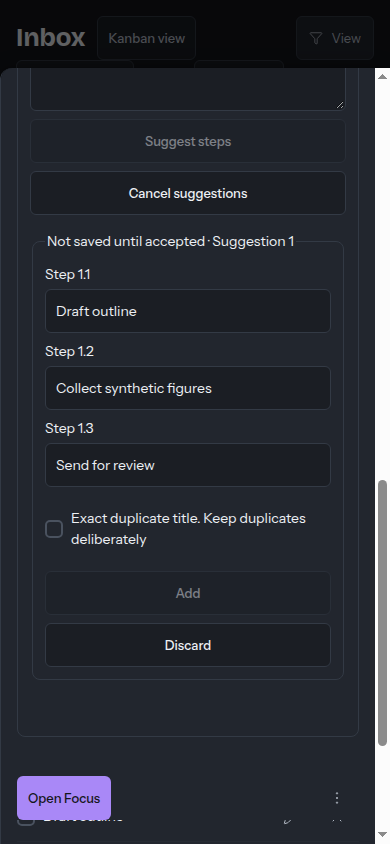 Inbox
Kanban view
View
Suggest steps
Cancel suggestions
Not saved until accepted · Suggestion 1
Step 1.1
Draft outline
Step 1.2
Collect synthetic figures
Step 1.3
Send for review
Exact duplicate title. Keep duplicates
deliberately
Add
Discard
Open Focus